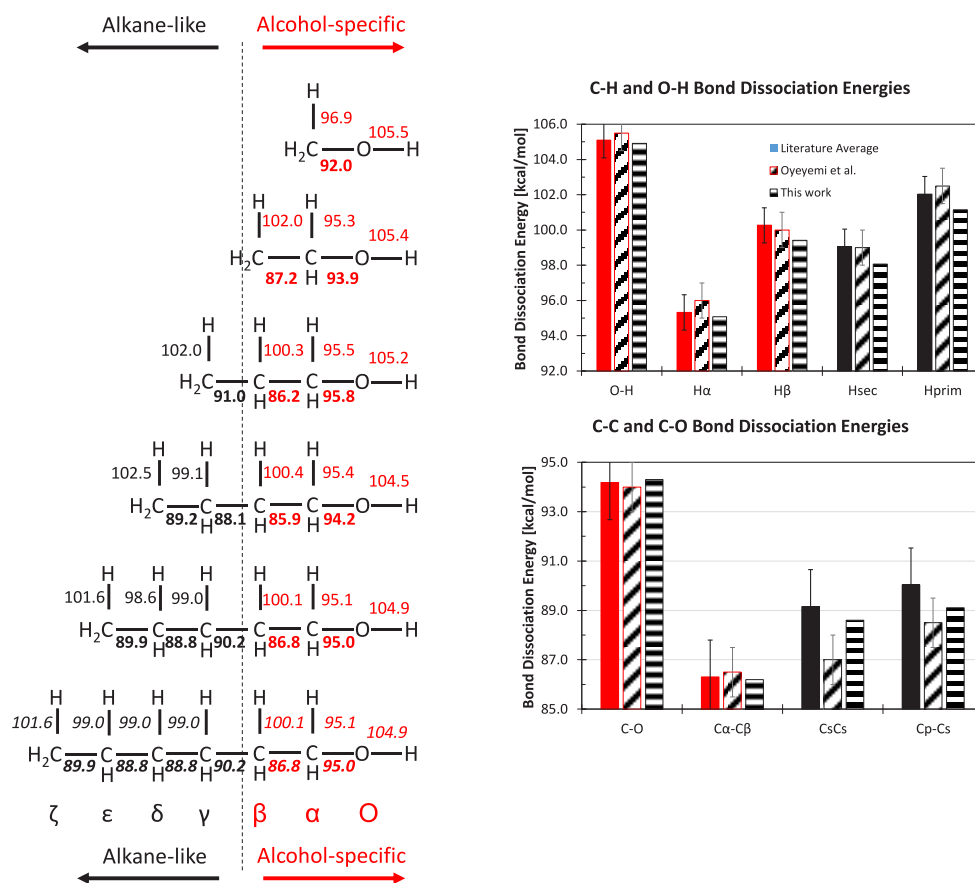 Alkane-like Alcohol-specific
H
96.9 105.5
H₂C O H
92.0
H H
102.0 95.3 105.4
H₂C C O H
87.2 H 93.9
H H H
102.0 100.3 95.5 105.2
H₂C C C O H
91.0 H 86.2 H 95.8
H H H H
102.5 99.1 100.4 95.4 104.5
H₂C C C C O H
89.2 H 88.1 H 85.9 H 94.2
H H H H H
101.6 98.6 99.0 100.1 95.1 104.9
H₂C C C C C O H
89.9 H 88.8 H 90.2 H 86.8 H 95.0
H H H H H H
101.6 99.0 99.0 99.0 100.1 95.1 104.9
H₂C C C C C C O H
89.9 H 88.8 H 88.8 H 90.2 H 86.8 H 95.0
ζ ε δ γ β α O
Alkane-like Alcohol-specific
C-H and O-H Bond Dissociation Energies
Bond Dissociation Energy [kcal/mol]
106.0
104.0
102.0
100.0
98.0
96.0
94.0
92.0
Literature Average
Oyeyemi et al.
This work
O-H Hα Hβ Hsec Hprim
C-C and C-O Bond Dissociation Energies
Bond Dissociation Energy [kcal/mol]
95.0
93.0
91.0
89.0
87.0
85.0
C-O Cα-Cβ CsCs Cp-Cs